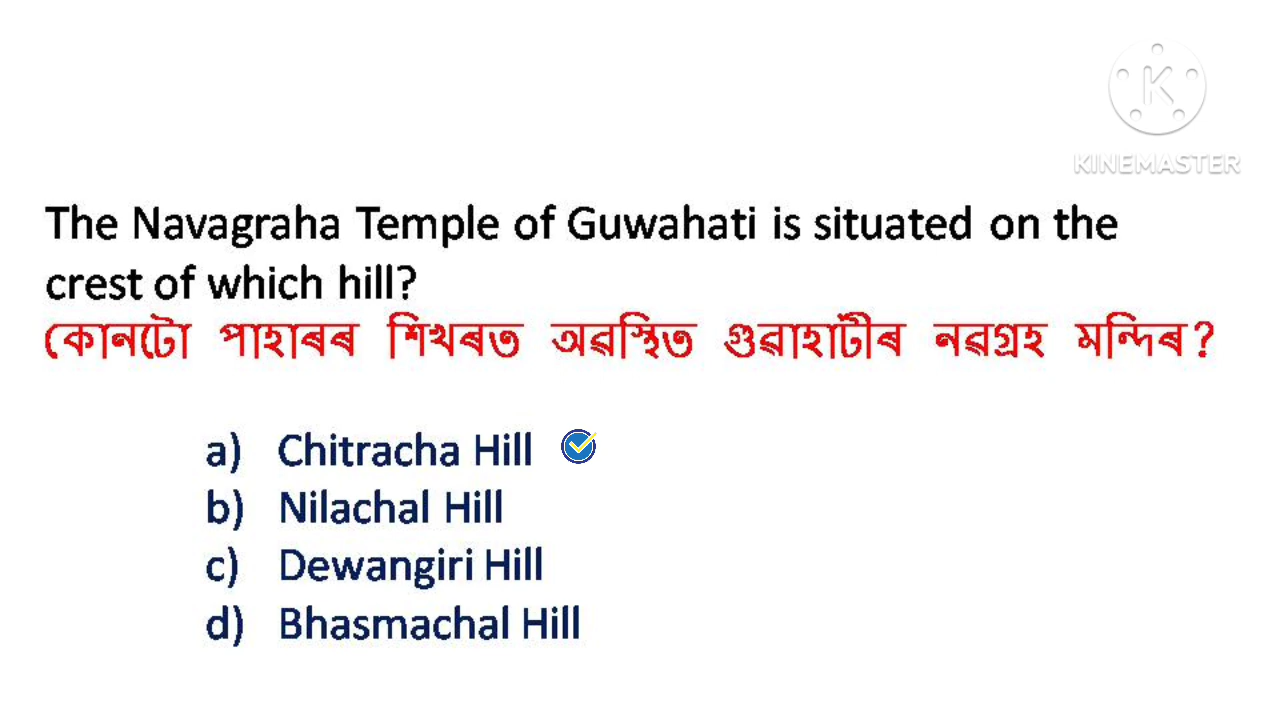 KINEMASTER
The Navagraha Temple of Guwahati is situated on the
crest of which hill?
কোনটো পাহাৰৰ শিখৰত অৱস্থিত গুৱাহাটীৰ নৱগ্ৰহ মন্দিৰ?
a) Chitracha Hill
b) Nilachal Hill
c) Dewangiri Hill
d) Bhasmachal Hill